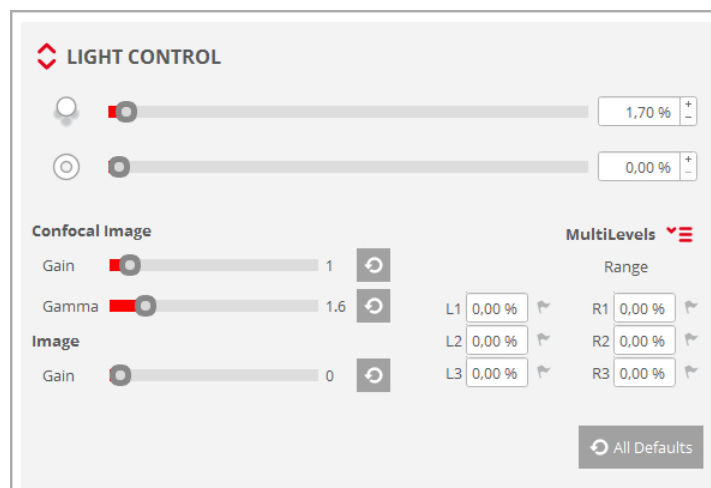 LIGHT CONTROL
1,70 %
0,00 %
Confocal Image
MultiLevels
Gain 1
Range
Gamma 1.6
L1 0,00 % R1 0,00 %
Image
L2 0,00 % R2 0,00 %
Gain 0
L3 0,00 % R3 0,00 %
All Defaults